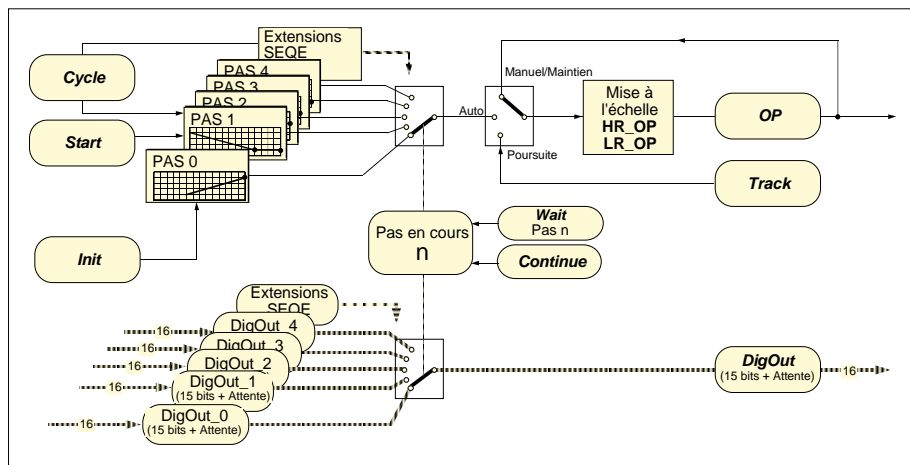 Extensions
SEQE
PAS 4
PAS 3
PAS 2
PAS 1
PAS 0
Cycle
Start
Init
Manuel/Maintien
Auto
Poursuite
Mise à
l'échelle
HR_OP
LR_OP
OP
Track
Pas en cours
n
Wait
Pas n
Continue
Extensions
SEQE
16
DigOut_4
16
DigOut_3
16
DigOut_2
16
DigOut_1
(15 bits + Attente)
16
DigOut_0
(15 bits + Attente)
DigOut
(15 bits + Attente)
16